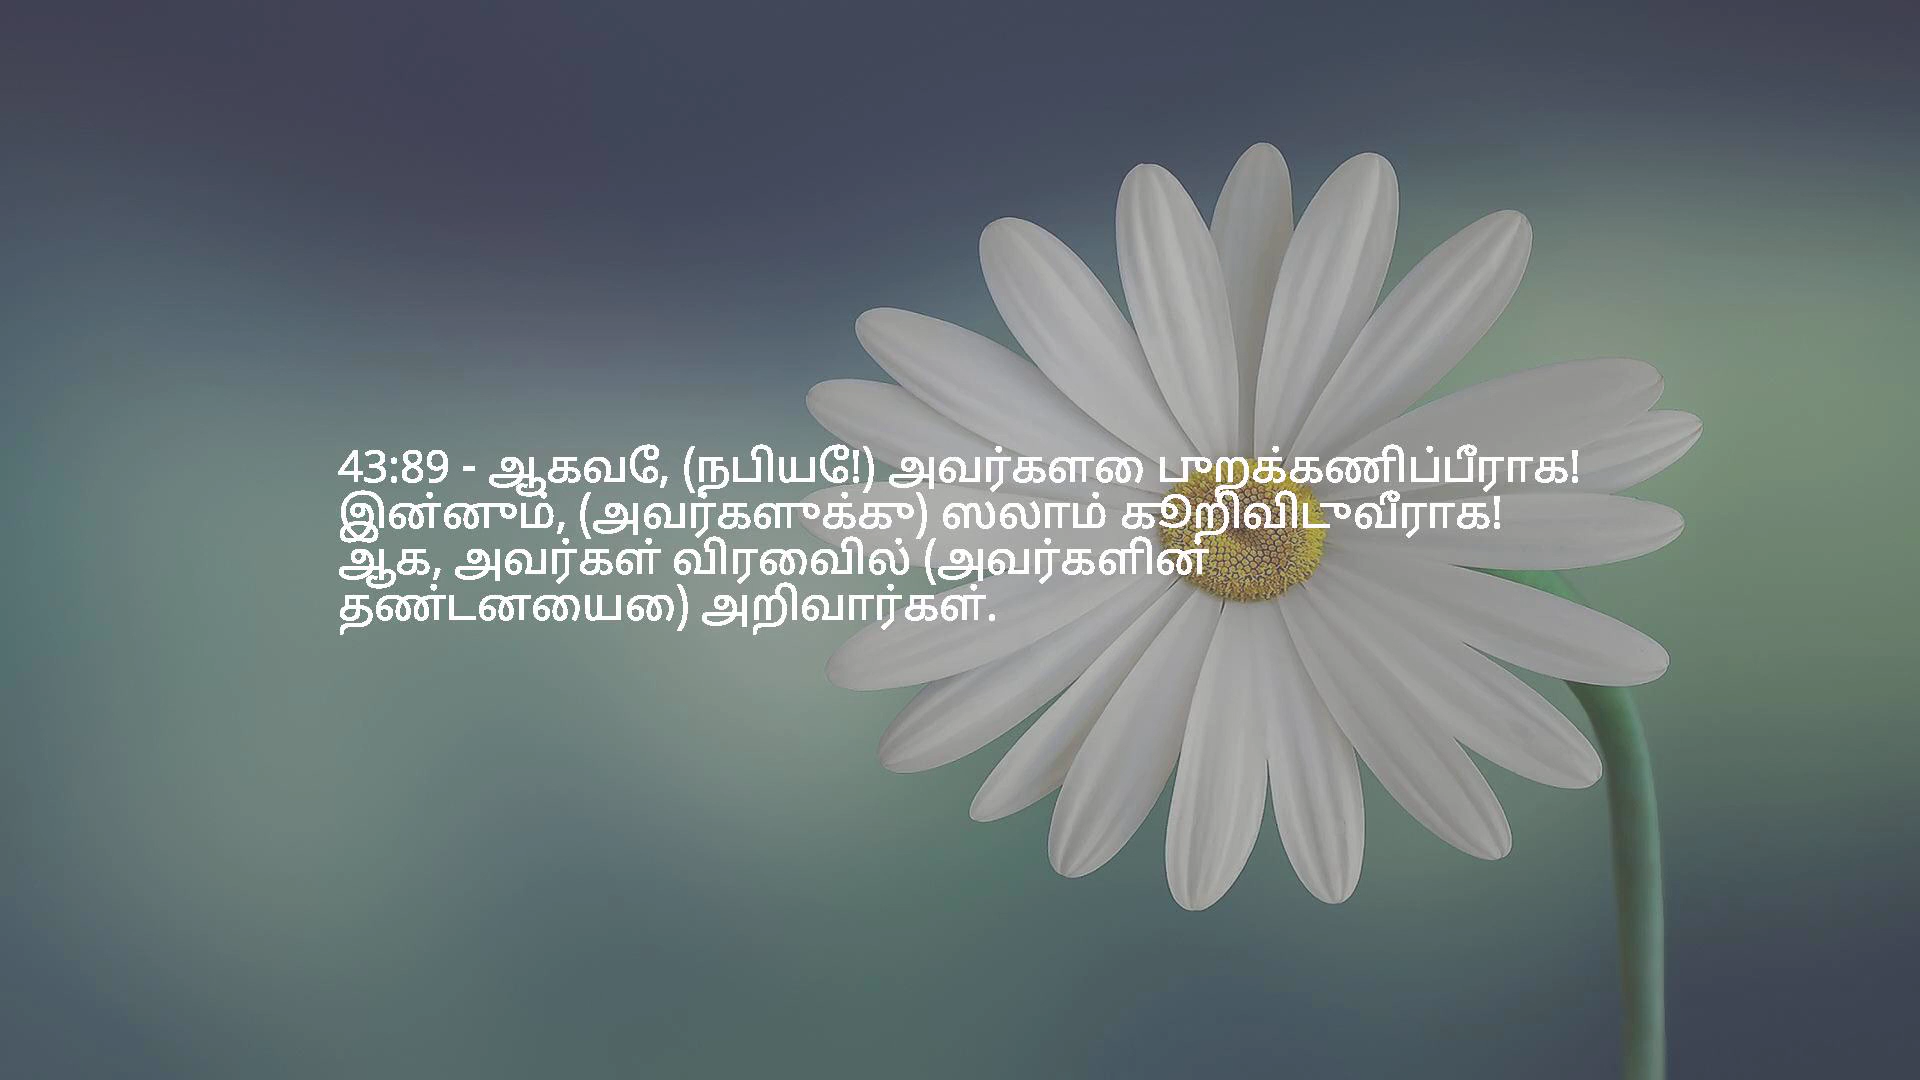 43:89 - ஆகவே, (நபியே!) அவர்களை புறக்கணிப்பீராக!
இன்னும், (அவர்களுக்கு) ஸலாம் கூறிவிடுவீராக!
ஆக, அவர்கள் விரைவில் (அவர்களின்
தண்டனையை) அறிவார்கள்.